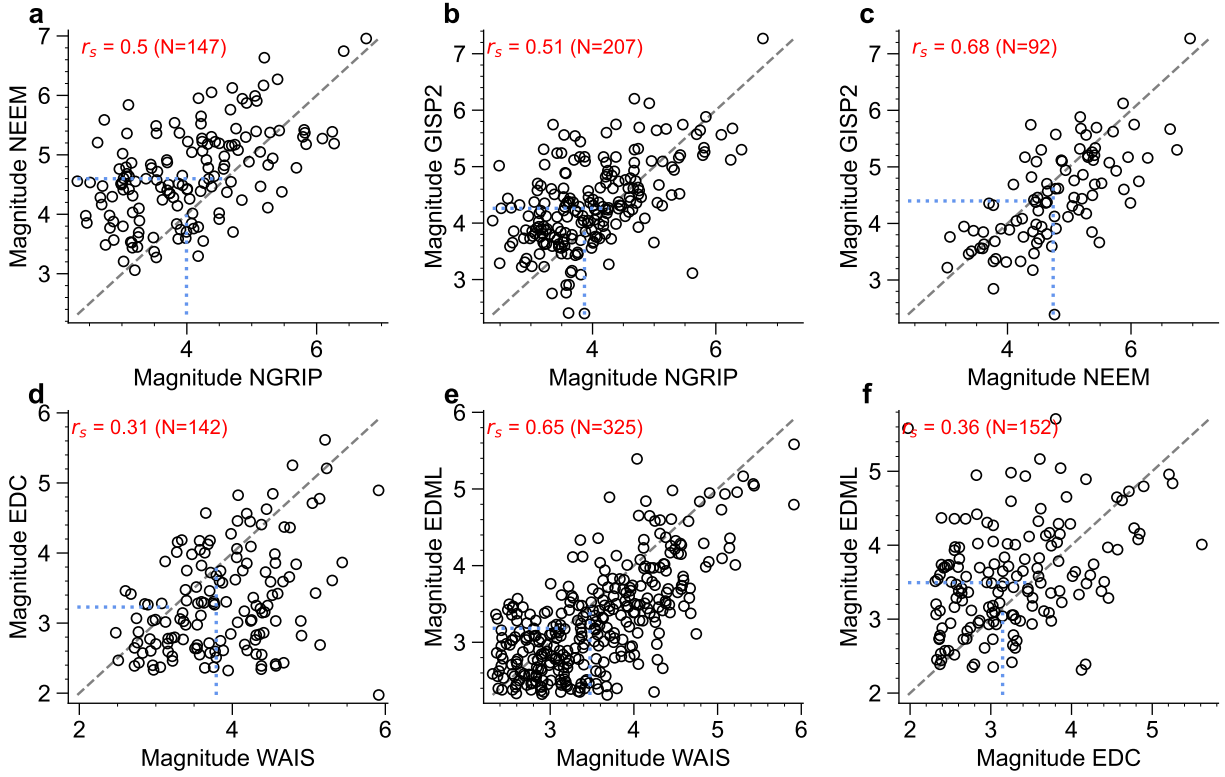 a
r_s = 0.5 (N=147)
7
6
5
4
3
Magnitude NEEM
4
6
Magnitude NGRIP
b
r_s = 0.51 (N=207)
7
6
5
4
3
Magnitude GISP2
4
6
Magnitude NGRIP
c
r_s = 0.68 (N=92)
7
6
5
4
3
Magnitude GISP2
4
6
Magnitude NEEM
d
r_s = 0.31 (N=142)
6
5
4
3
2
Magnitude EDC
2
4
6
Magnitude WAIS
e
r_s = 0.65 (N=325)
6
5
4
3
Magnitude EDML
3
4
5
6
Magnitude WAIS
f
r_s = 0.36 (N=152)
5
4
3
2
Magnitude EDML
2
3
4
5
Magnitude EDC